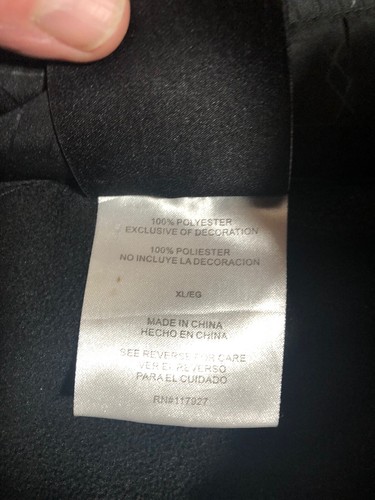 100% POLYESTER
EXCLUSIVE OF DECORATION
100% POLIESTER
NO INCLUYE LA DECORACION
XL/EG
MADE IN CHINA
HECHO EN CHINA
SEE REVERSE FOR CARE
VER EL REVERSO
PARA EL CUIDADO
RN#117927